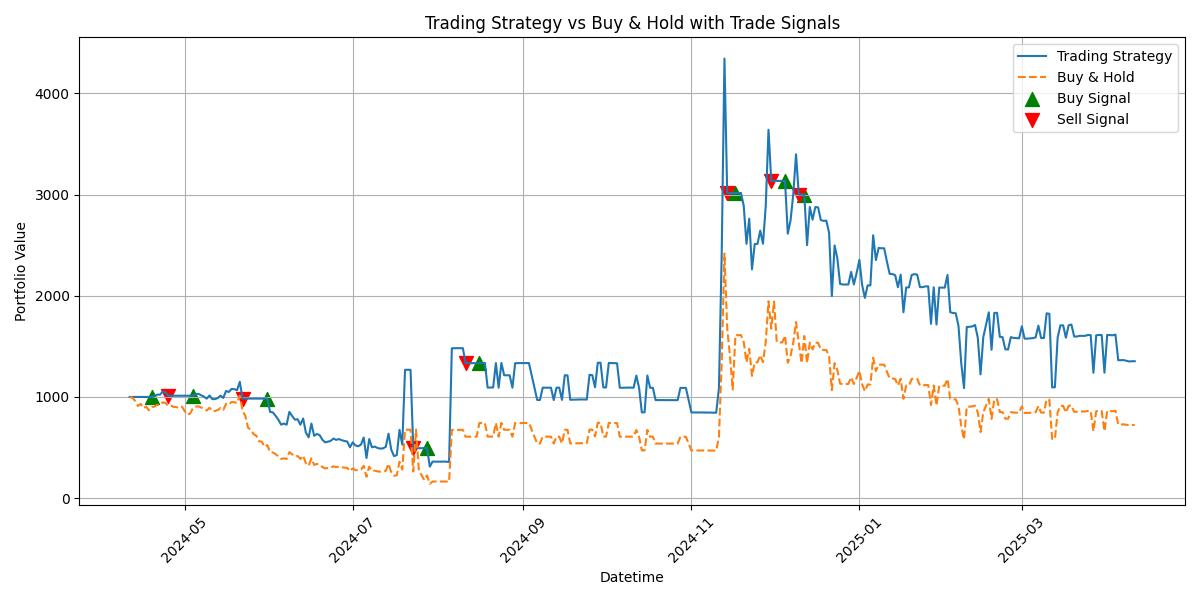 Trading Strategy vs Buy & Hold with Trade Signals
Trading Strategy
Buy & Hold
Buy Signal
Sell Signal
Portfolio Value
4000
3000
2000
1000
0
2024-05
2024-07
2024-09
2024-11
2025-01
2025-03
Datetime